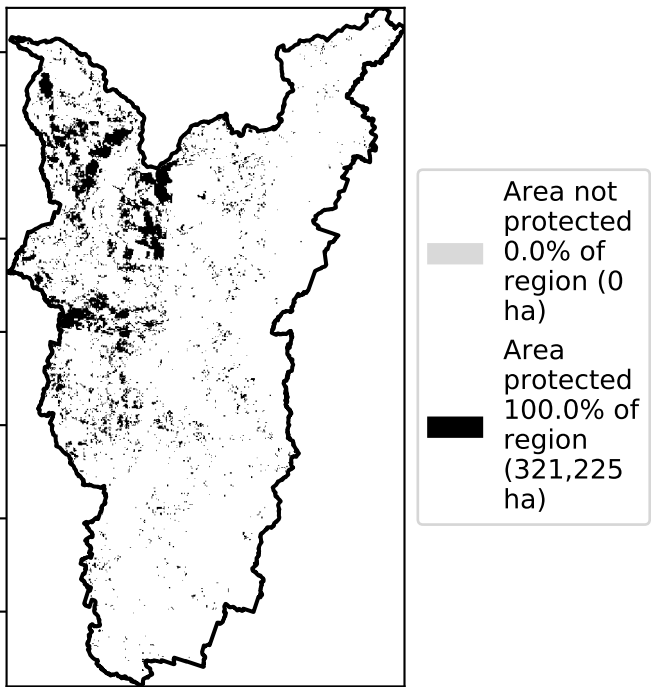 Area not
protected
0.0% of
region (0
ha)
Area
protected
100.0% of
region
(321,225
ha)